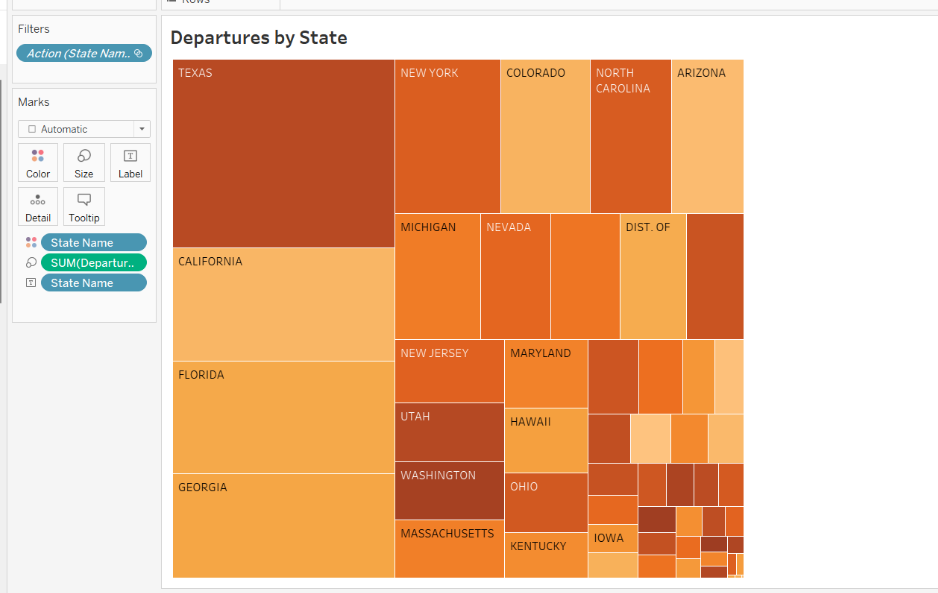 Rows
Filters
Action (State Nam..
Marks
Automatic
Color
Size
Label
Detail
Tooltip
State Name
SUM(Departur..
State Name
Departures by State
TEXAS
NEW YORK
COLORADO
NORTH
CAROLINA
ARIZONA
MICHIGAN
NEVADA
DIST. OF
CALIFORNIA
FLORIDA
GEORGIA
NEW JERSEY
MARYLAND
UTAH
HAWAII
WASHINGTON
OHIO
MASSACHUSETTS
KENTUCKY
IOWA